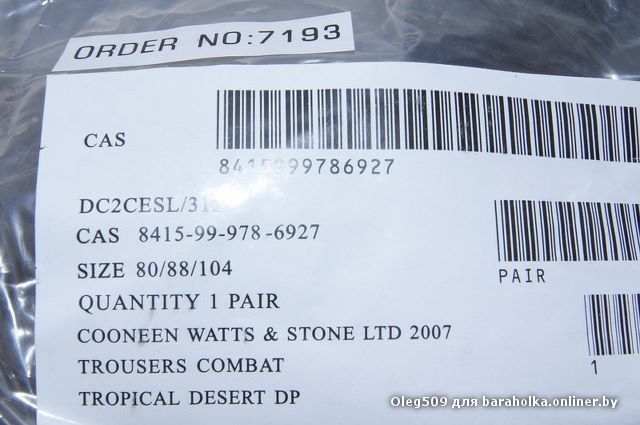 ORDER NO:7193
CAS
8415999786927
DC2CESL/31
CAS 8415-99-978-6927
SIZE 80/88/104
PAIR
QUANTITY 1 PAIR
COONEEN WATTS & STONE LTD 2007
TROUSERS COMBAT
1
TROPICAL DESERT DP
Oleg509 для baraholka.onliner.by